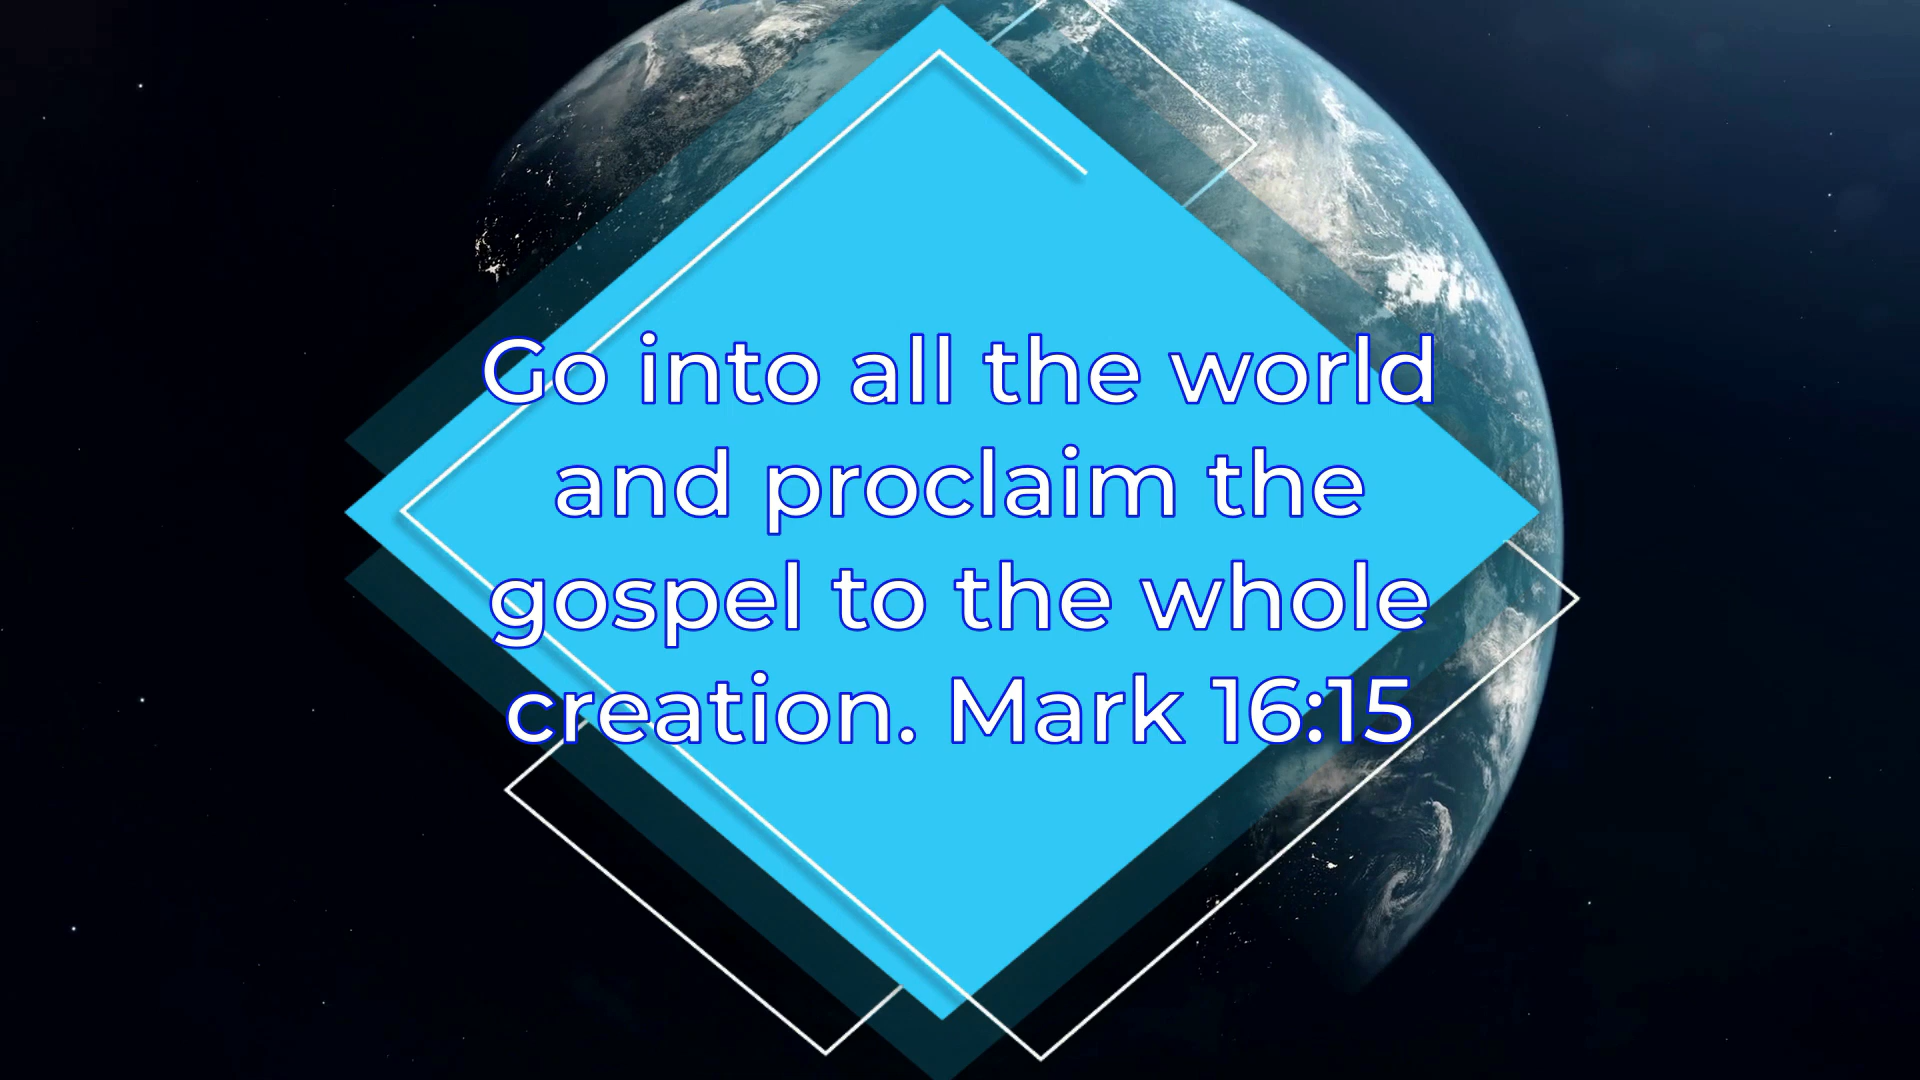 Go into all the world
and proclaim the
gospel to the whole
creation. Mark 16:15